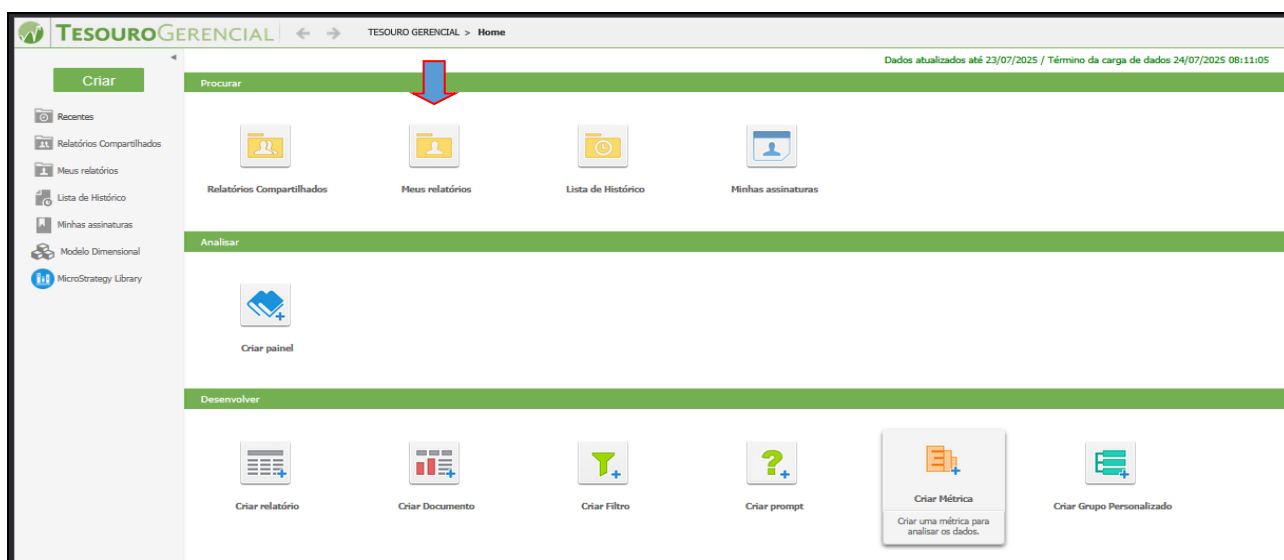 TESOUROGERENCIAL
TESOURO GERENCIAL > Home
Dados atualizados até 23/07/2025 / Término da carga de dados 24/07/2025 08:11:05
Criar
Recentes
Relatórios Compartilhados
Meus relatórios
Lista de Histórico
Minhas assinaturas
Modelo Dimensional
MicroStrategy Library
Procurar
Relatórios Compartilhados
Meus relatórios
Lista de Histórico
Minhas assinaturas
Analisar
Criar painel
Desenvolver
Criar relatório
Criar Documento
Criar Filtro
Criar prompt
Criar Métrica
Criar uma métrica para
analisar os dados.
Criar Grupo Personalizado